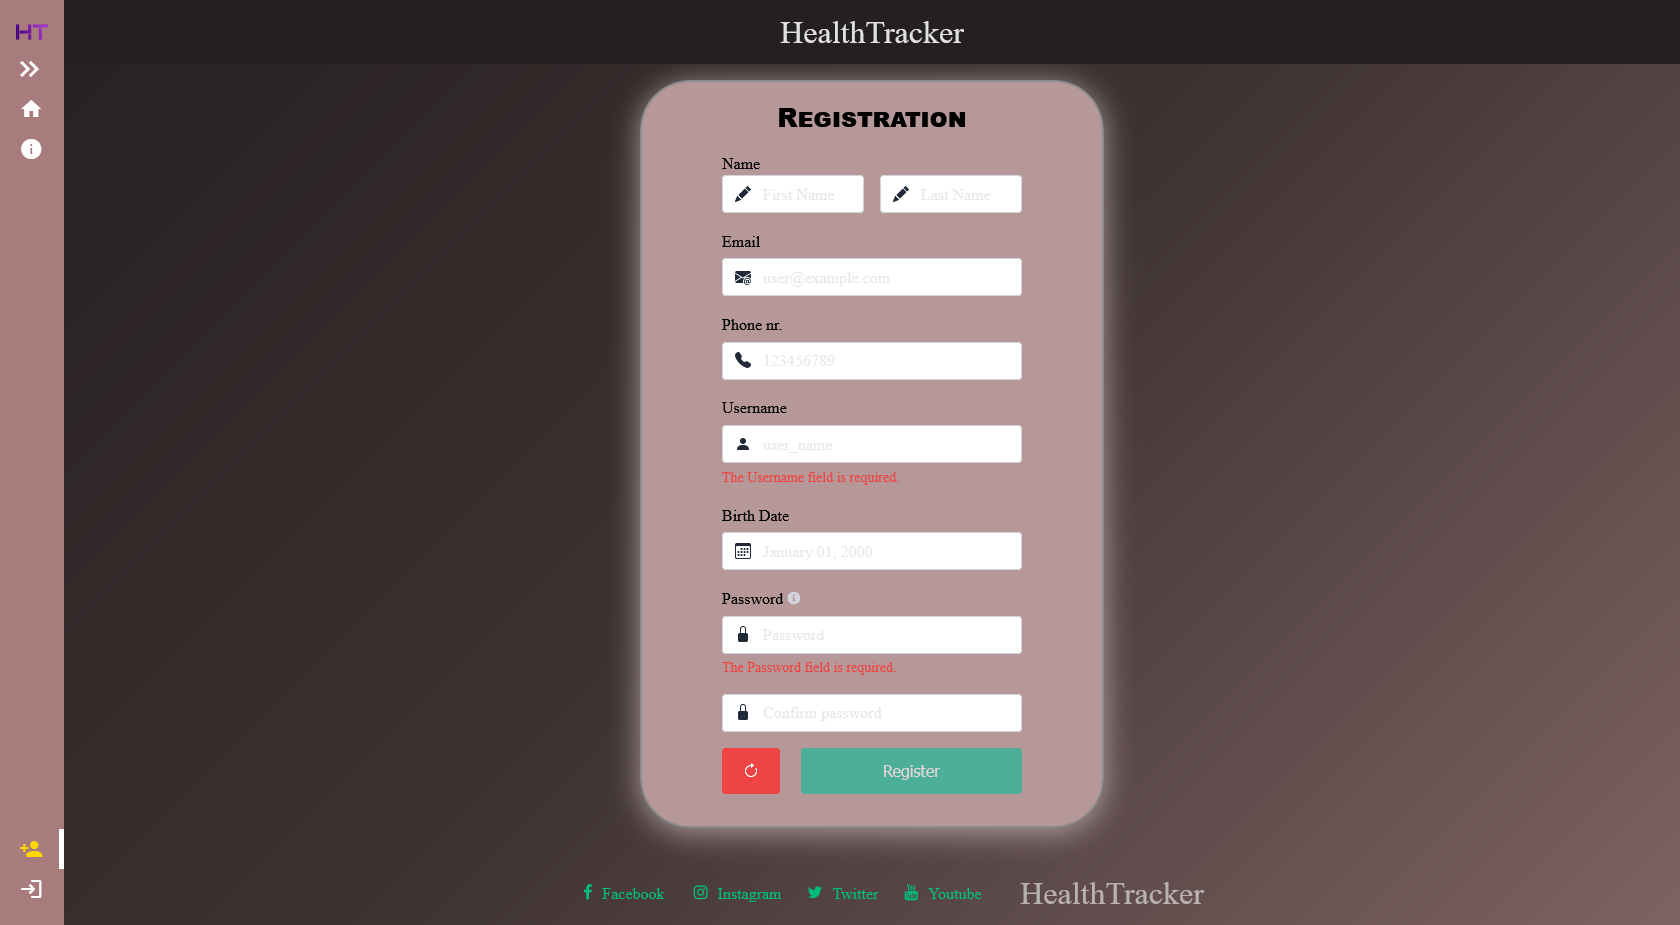 HT
HealthTracker
Registration
Name
First Name
Last Name
Email
user@example.com
Phone nr.
123456789
Username
user_name
The Username field is required.
Birth Date
January 01, 2000
Password
Password
The Password field is required.
Confirm password
Register
Facebook Instagram Twitter Youtube HealthTracker